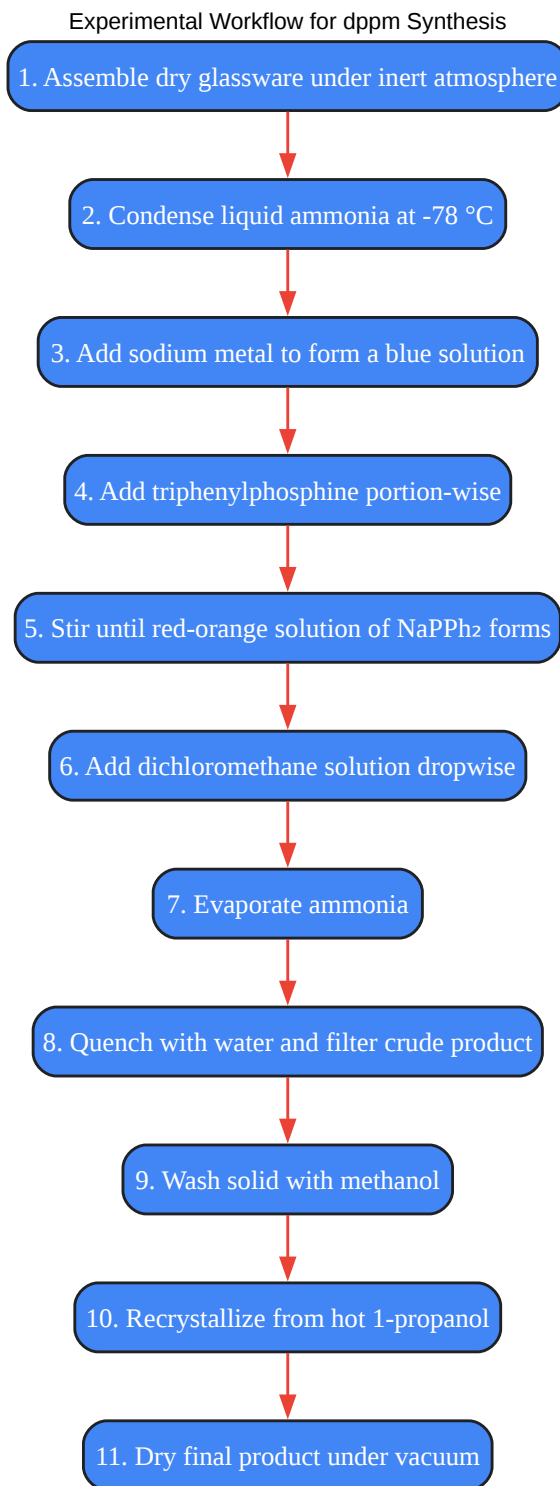 Experimental Workflow for dppm Synthesis
1. Assemble dry glassware under inert atmosphere
2. Condense liquid ammonia at -78 °C
3. Add sodium metal to form a blue solution
4. Add triphenylphosphine portion-wise
5. Stir until red-orange solution of NaPPh₂ forms
6. Add dichloromethane solution dropwise
7. Evaporate ammonia
8. Quench with water and filter crude product
9. Wash solid with methanol
10. Recrystallize from hot 1-propanol
11. Dry final product under vacuum